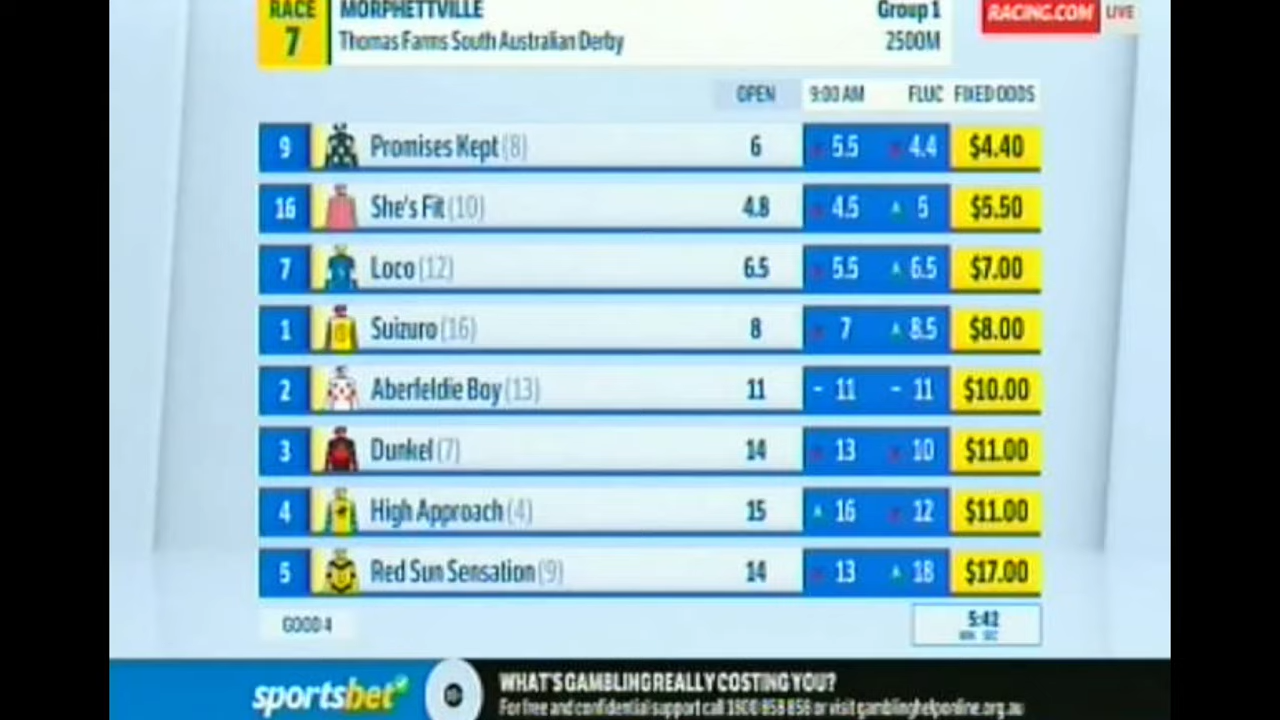 RACE 7 MORPHETTVILLE Group 1 RACING.COM LIVE
Thomas Farms South Australian Derby 2500M
OPEN 9:00 AM FLUC FIXED ODDS
9 Promises Kept (8) 6 5.5 4.4 $4.40
16 She's Fit (10) 4.8 4.5 5 $5.50
7 Loco (12) 6.5 5.5 6.5 $7.00
1 Suizuro (16) 8 7 8.5 $8.00
2 Aberfeldie Boy (13) 11 - 11 - 11 $10.00
3 Dunkel (7) 14 13 10 $11.00
4 High Approach (4) 15 16 12 $11.00
5 Red Sun Sensation (9) 14 13 18 $17.00
GOOD 4 5:42
MIN SEC
sportsbet WHAT'S GAMBLING REALLY COSTING YOU?
For free and confidential support call 1800 858 858 or visit gamblinghelponline.org.au